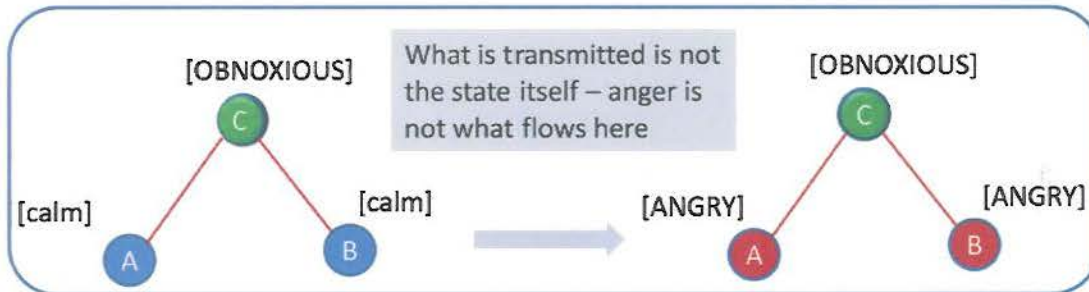 What is transmitted is not
the state itself – anger is
not what flows here
[OBNOXIOUS]
C
[calm]
A
[calm]
B
[OBNOXIOUS]
C
[ANGRY]
A
[ANGRY]
B